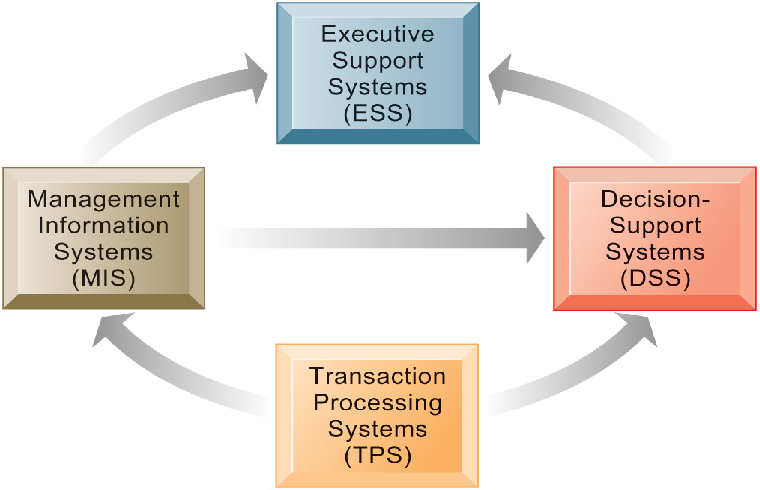 Executive
Support
Systems
(ESS)
Management
Information
Systems
(MIS)
Decision-
Support
Systems
(DSS)
Transaction
Processing
Systems
(TPS)